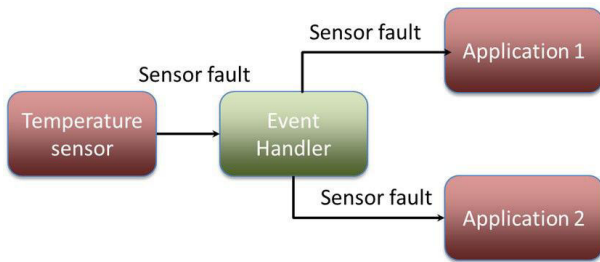 Sensor fault
Application 1
Sensor fault
Temperature
sensor
Event
Handler
Sensor fault
Application 2